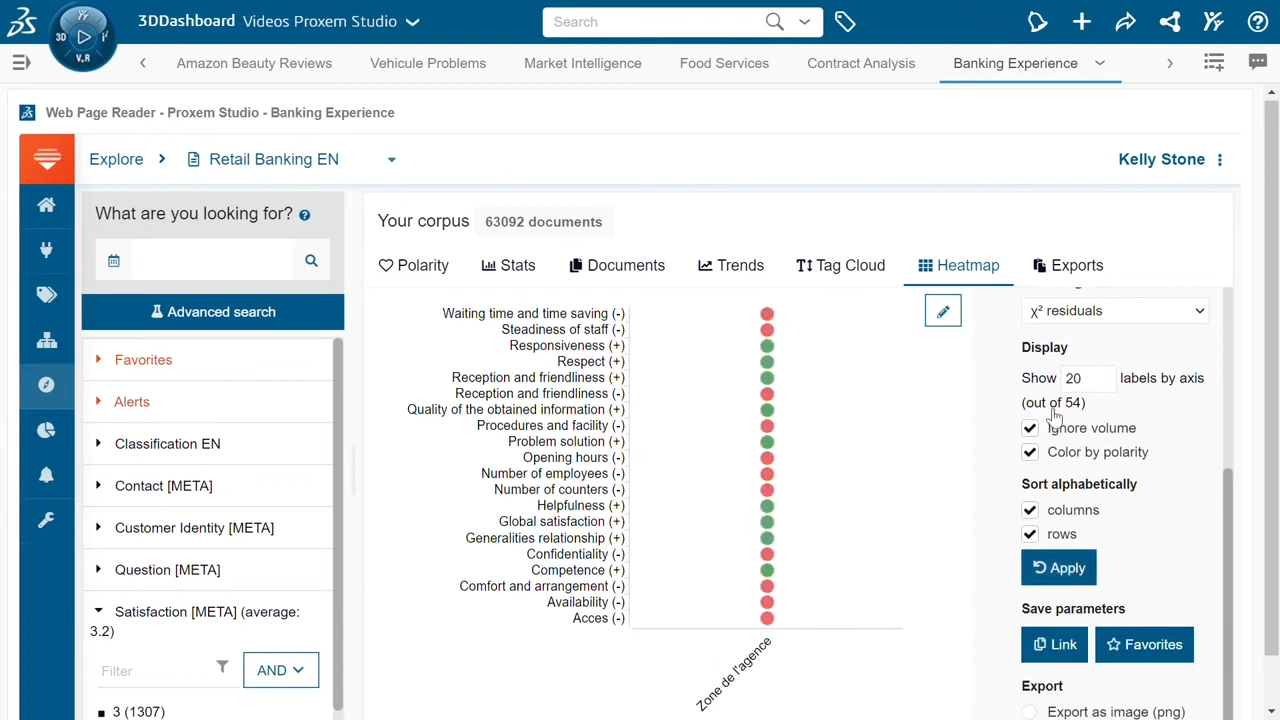 3DDashboard Videos Proxem Studio
Search
3D
V.R
Amazon Beauty Reviews
Vehicule Problems
Market Intelligence
Food Services
Contract Analysis
Banking Experience
Web Page Reader - Proxem Studio - Banking Experience
Explore
Retail Banking EN
Kelly Stone
What are you looking for?
Advanced search
Favorites
Alerts
Classification EN
Contact [META]
Customer Identity [META]
Question [META]
Satisfaction [META] (average:
3.2)
Filter
AND
3 (1307)
Your corpus 63092 documents
Polarity
Stats
Documents
Trends
Tag Cloud
Heatmap
Exports
Waiting time and time saving (-)
Steadiness of staff (-)
Responsiveness (+)
Respect (+)
Reception and friendliness (+)
Reception and friendliness (-)
Quality of the obtained information (+)
Procedures and facility (-)
Problem solution (+)
Opening hours (-)
Number of employees (-)
Number of counters (-)
Helpfulness (+)
Global satisfaction (+)
Generalities relationship (+)
Confidentiality (-)
Competence (+)
Comfort and arrangement (-)
Availability (-)
Acces (-)
Zone de l'agence
χ² residuals
Display
Show 20 labels by axis
(out of 54)
Ignore volume
Color by polarity
Sort alphabetically
columns
rows
Apply
Save parameters
Link
Favorites
Export
Export as image (png)